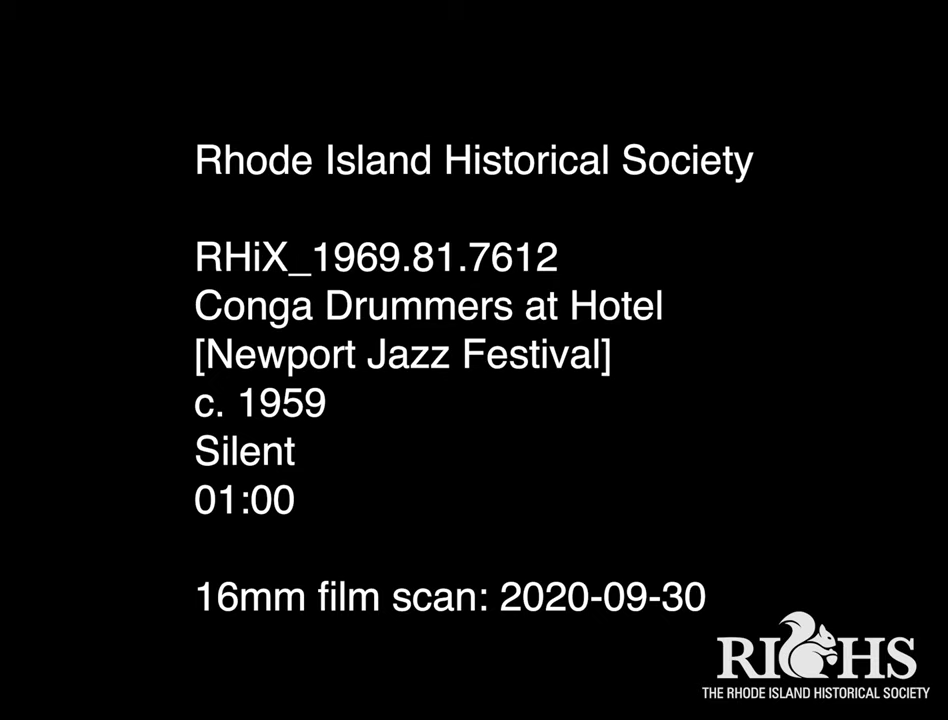 Rhode Island Historical Society
RHiX_1969.81.7612
Conga Drummers at Hotel
[Newport Jazz Festival]
c. 1959
Silent
01:00
16mm film scan: 2020-09-30
RIHS
THE RHODE ISLAND HISTORICAL SOCIETY